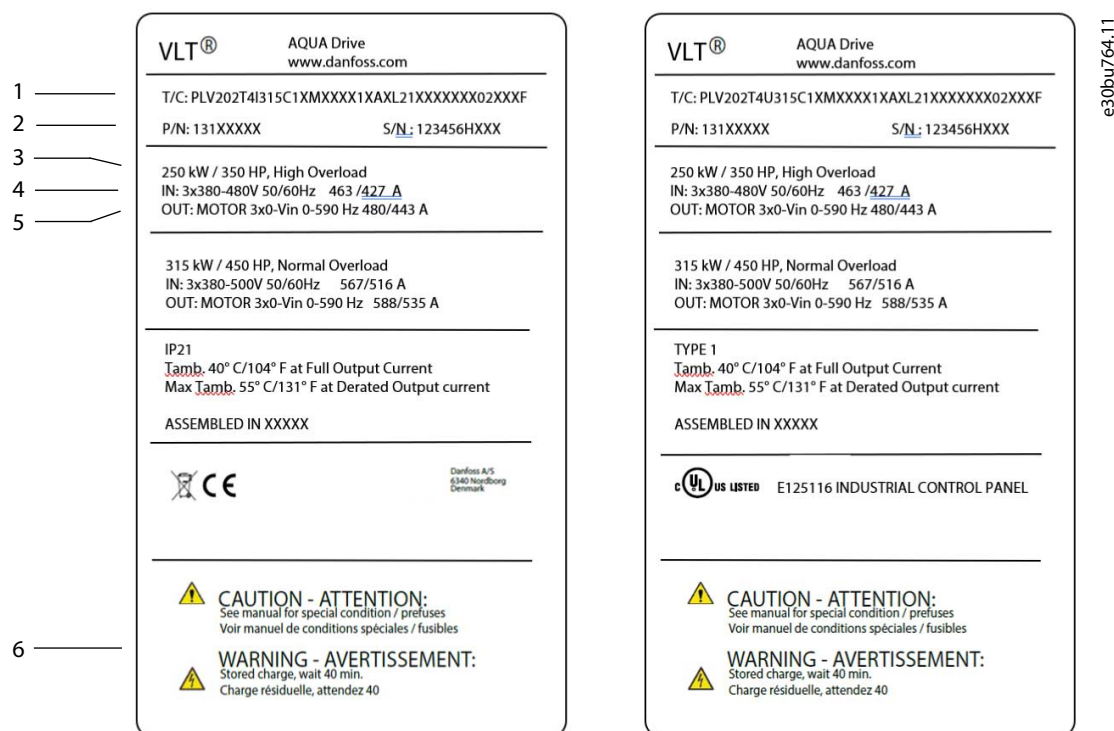 VLT® AQUA Drive
www.danfoss.com
1
T/C: PLV202T4I315C1XMXXXX1XAXL21XXXXXXX02XXXF
2
P/N: 131XXXXX S/N.: 123456HXXX
3
250 kW / 350 HP, High Overload
4
IN: 3x380-480V 50/60Hz 463 /427 A
5
OUT: MOTOR 3x0-Vin 0-590 Hz 480/443 A
315 kW / 450 HP, Normal Overload
IN: 3x380-500V 50/60Hz 567/516 A
OUT: MOTOR 3x0-Vin 0-590 Hz 588/535 A
IP21
Tamb. 40° C/104° F at Full Output Current
Max Tamb. 55° C/131° F at Derated Output current
ASSEMBLED IN XXXXX
CE
Danfoss A/S
6340 Nordborg
Denmark
CAUTION - ATTENTION:
See manual for special condition / prefuses
Voir manuel de conditions spéciales / fusibles
6
WARNING - AVERTISSEMENT:
Stored charge, wait 40 min.
Charge résiduelle, attendez 40
VLT® AQUA Drive
www.danfoss.com
T/C: PLV202T4U315C1XMXXXX1XAXL21XXXXXXX02XXXF
P/N: 131XXXXX S/N.: 123456HXXX
250 kW / 350 HP, High Overload
IN: 3x380-480V 50/60Hz 463 /427 A
OUT: MOTOR 3x0-Vin 0-590 Hz 480/443 A
315 kW / 450 HP, Normal Overload
IN: 3x380-500V 50/60Hz 567/516 A
OUT: MOTOR 3x0-Vin 0-590 Hz 588/535 A
TYPE 1
Tamb. 40° C/104° F at Full Output Current
Max Tamb. 55° C/131° F at Derated Output current
ASSEMBLED IN XXXXX
C UL US LISTED E125116 INDUSTRIAL CONTROL PANEL
CAUTION - ATTENTION:
See manual for special condition / prefuses
Voir manuel de conditions spéciales / fusibles
WARNING - AVERTISSEMENT:
Stored charge, wait 40 min.
Charge résiduelle, attendez 40
e30bu764.11